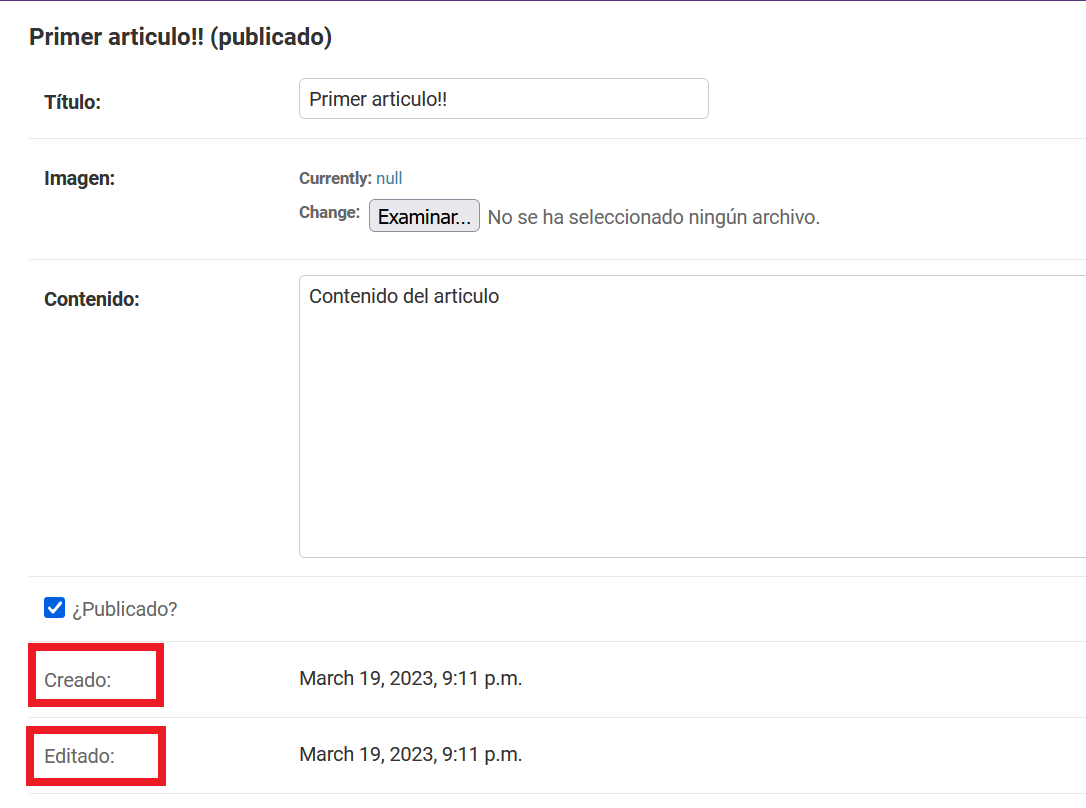 Primer articulo!! (publicado)
Título: Primer articulo!!
Imagen: Currently: null
Change: Examinar... No se ha seleccionado ningún archivo.
Contenido: Contenido del articulo
¿Publicado?
Creado: March 19, 2023, 9:11 p.m.
Editado: March 19, 2023, 9:11 p.m.